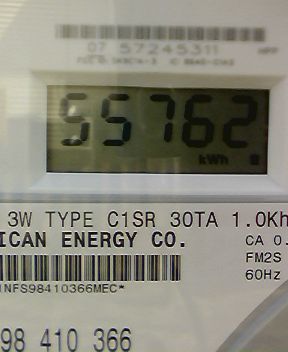 07 57245311
55762
kWh
3W TYPE C1SR 30TA 1.0Kh
ICAN ENERGY CO.
CA 0.
FM2S
60Hz
NFS98410366MEC*
98 410 366